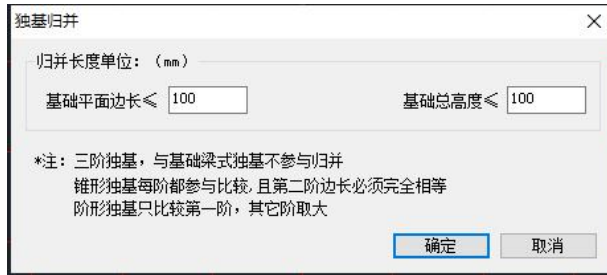 独基归并
归并长度单位：（mm）
基础平面边长≤ 100 基础总高度≤ 100
*注：三阶独基，与基础梁式独基不参与归并
锥形独基每阶都参与比较,且第二阶边长必须完全相等
阶形独基只比较第一阶，其它阶取大
确定 取消